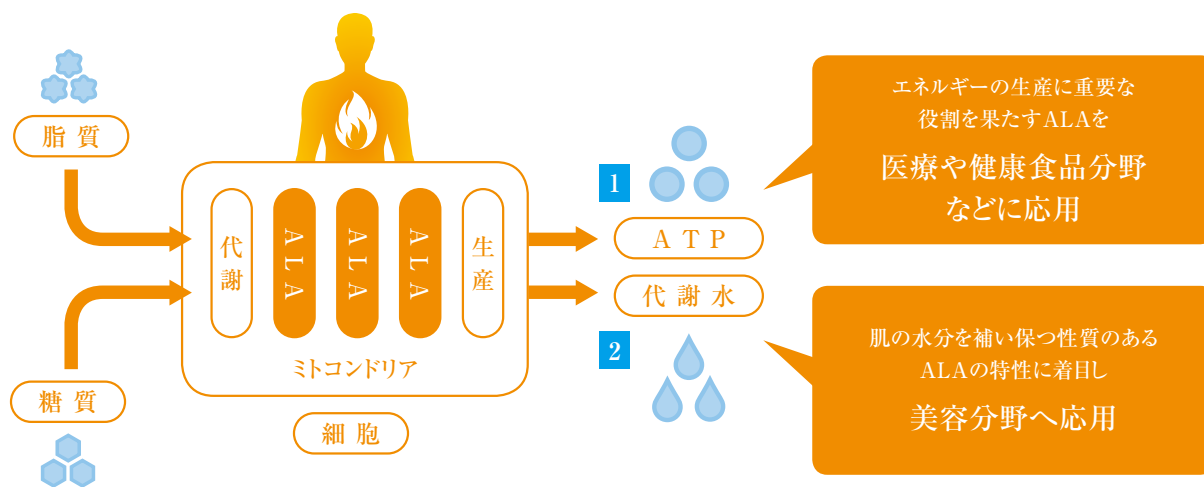 脂質
糖質
代謝
ALA
ALA
ALA
生産
ミトコンドリア
細胞
1
ATP
代謝水
2
エネルギーの生産に重要な
役割を果たすALAを
医療や健康食品分野
などに応用
肌の水分を補い保つ性質のある
ALAの特性に着目し
美容分野へ応用